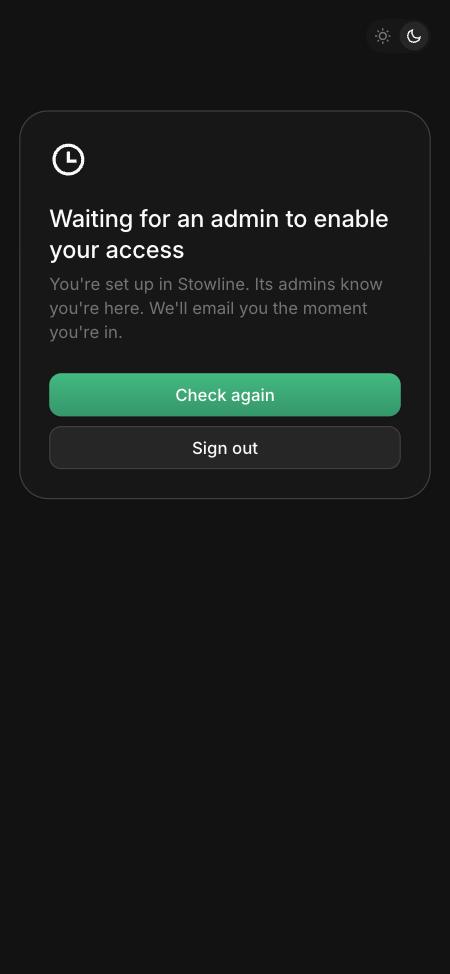 Waiting for an admin to enable
your access
You're set up in Stowline. Its admins know
you're here. We'll email you the moment
you're in.
Check again
Sign out